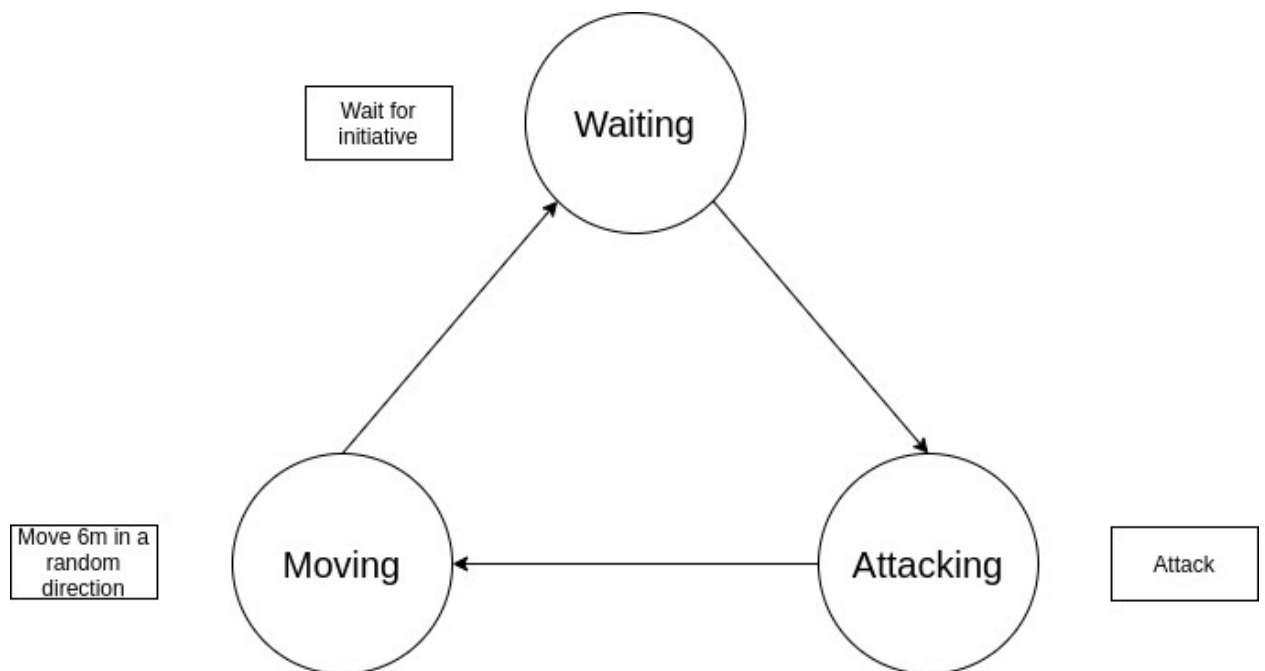 Wait for
initiative
Waiting
Move 6m in a
random
direction
Moving
Attacking
Attack